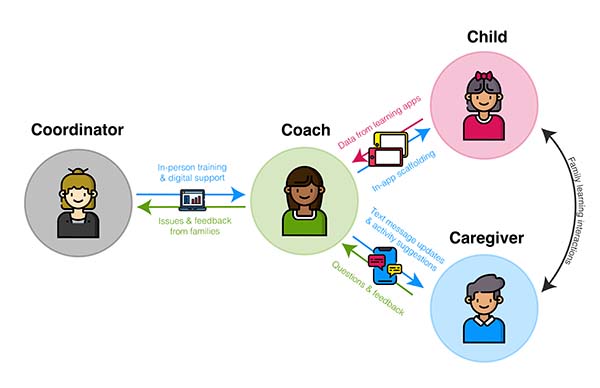 Child
Coordinator
Coach
Data from learning apps
In-app scaffolding
In-person training
& digital support
Issues & feedback
from families
Family learning interactions
Text message updates
& activity suggestions
Questions & feedback
Caregiver